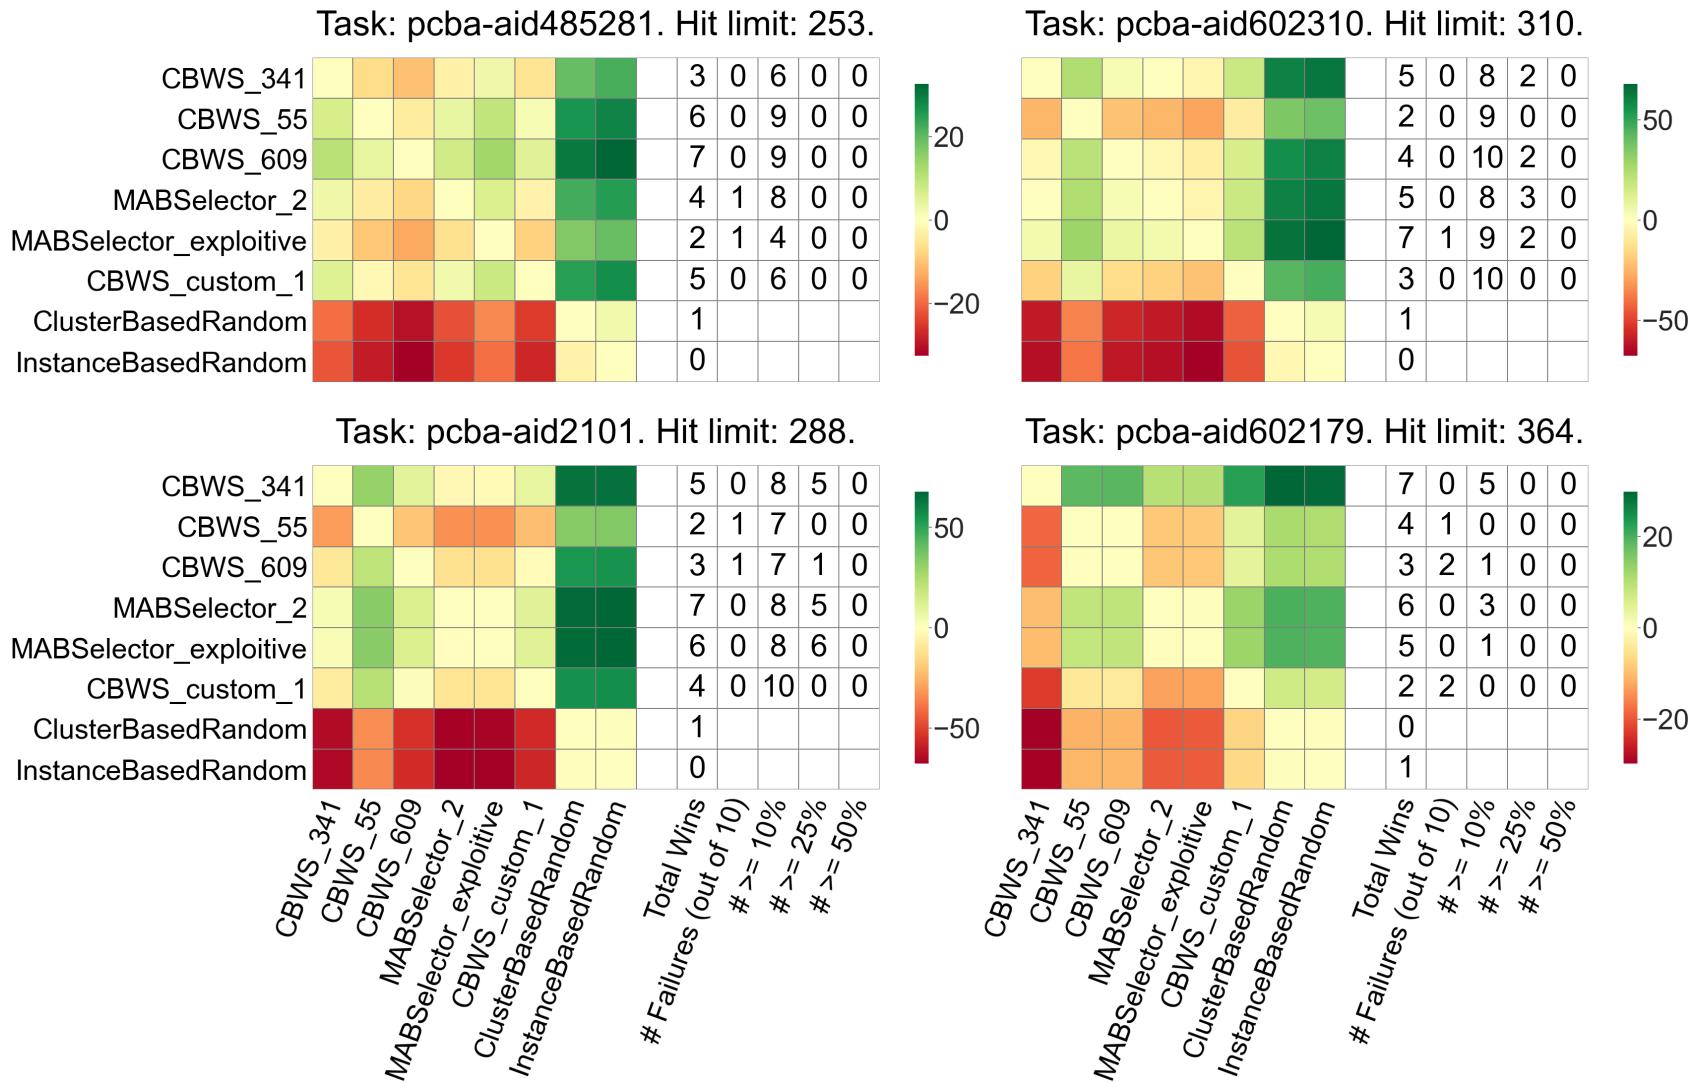 Task: pcba-aid485281. Hit limit: 253.
CBWS_341 3 0 6 0 0
CBWS_55 6 0 9 0 0
CBWS_609 7 0 9 0 0
MABSelector_2 4 1 8 0 0
MABSelector_exploitive 2 1 4 0 0
CBWS_custom_1 5 0 6 0 0
ClusterBasedRandom 1
InstanceBasedRandom 0
20
0
−20
Task: pcba-aid602310. Hit limit: 310.
5 0 8 2 0
2 0 9 0 0
4 0 10 2 0
5 0 8 3 0
7 1 9 2 0
3 0 10 0 0
1
0
50
0
−50
Task: pcba-aid2101. Hit limit: 288.
CBWS_341 5 0 8 5 0
CBWS_55 2 1 7 0 0
CBWS_609 3 1 7 1 0
MABSelector_2 7 0 8 5 0
MABSelector_exploitive 6 0 8 6 0
CBWS_custom_1 4 0 10 0 0
ClusterBasedRandom 1
InstanceBasedRandom 0
50
0
−50
Task: pcba-aid602179. Hit limit: 364.
7 0 5 0 0
4 1 0 0 0
3 2 1 0 0
6 0 3 0 0
5 0 1 0 0
2 2 0 0 0
0
1
20
0
−20
CBWS_341
CBWS_55
CBWS_609
MABSelector_2
MABSelector_exploitive
CBWS_custom_1
ClusterBasedRandom
InstanceBasedRandom
Total Wins
# Failures (out of 10)
# >= 10%
# >= 25%
# >= 50%
CBWS_341
CBWS_55
CBWS_609
MABSelector_2
MABSelector_exploitive
CBWS_custom_1
ClusterBasedRandom
InstanceBasedRandom
Total Wins
# Failures (out of 10)
# >= 10%
# >= 25%
# >= 50%